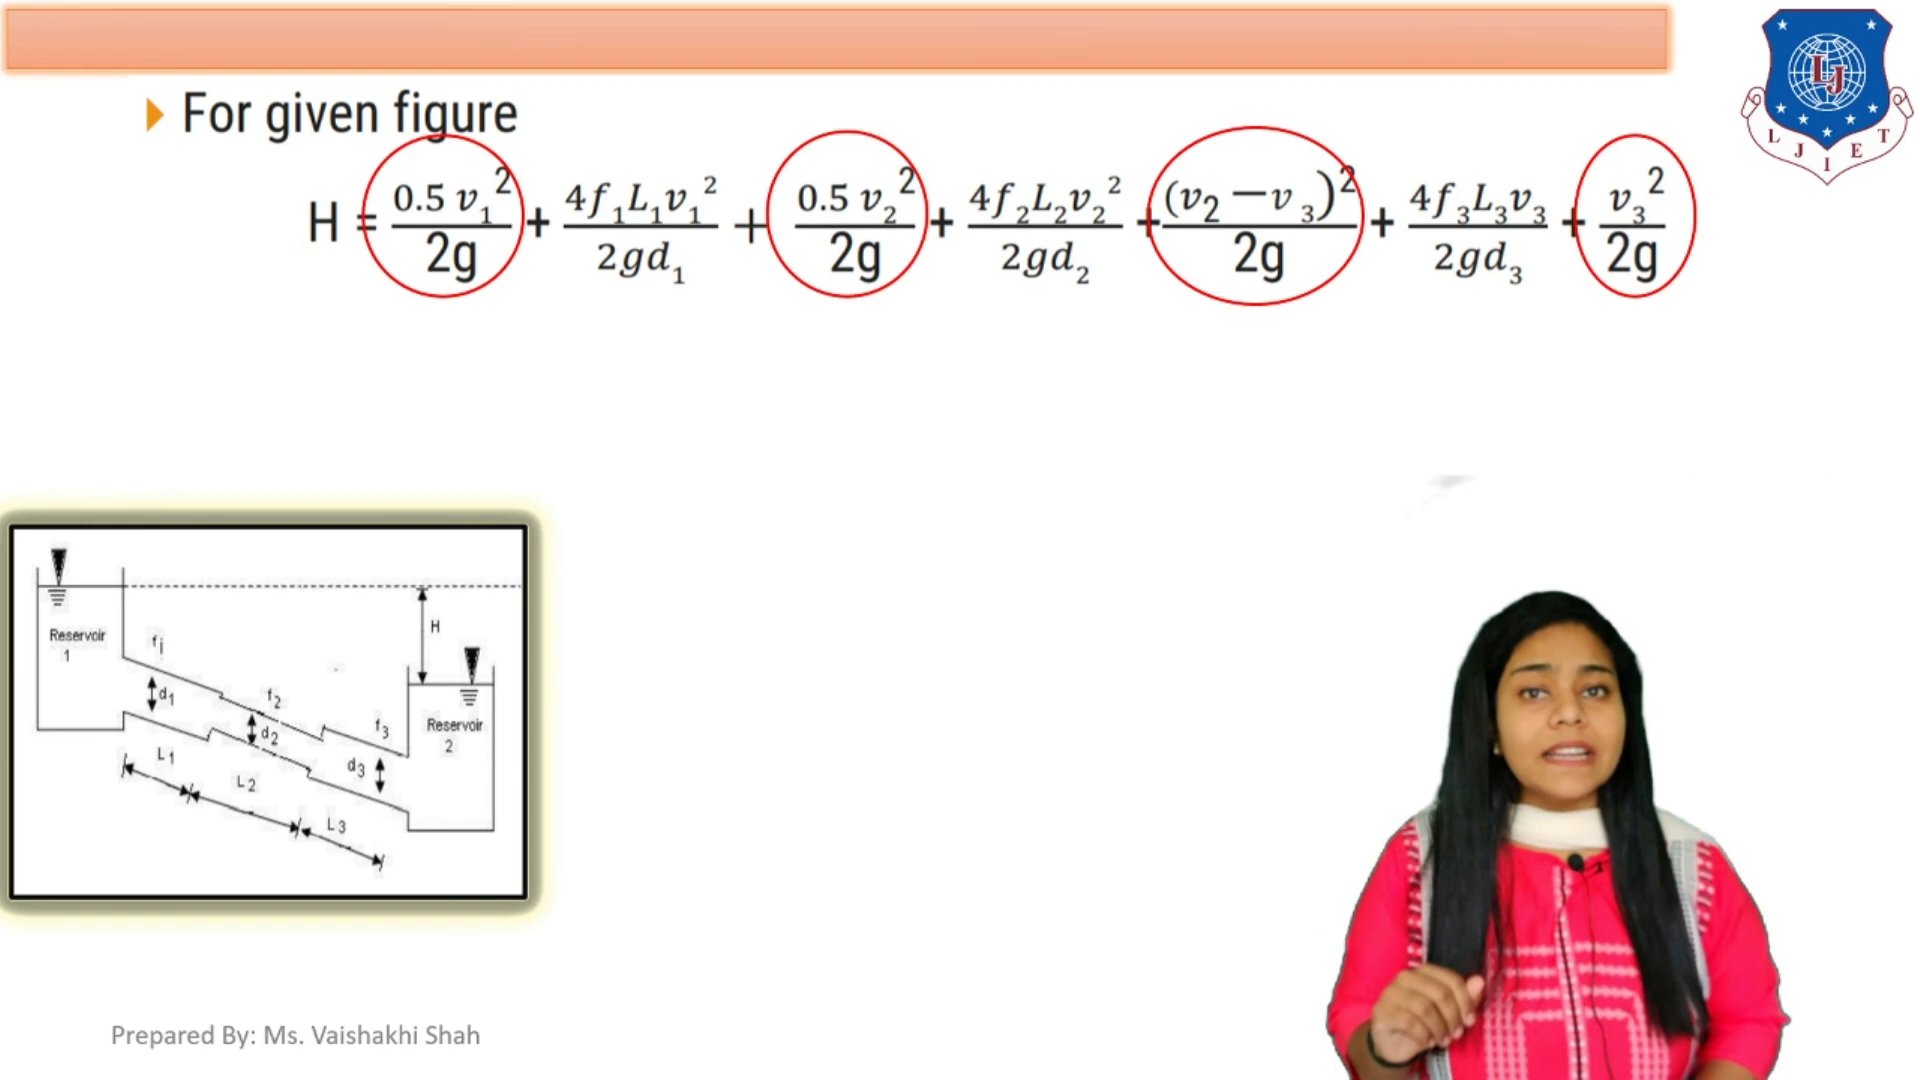 For given figure
H = 0.5 v₁²/2g + 4f₁L₁v₁²/2gd₁ + 0.5 v₂²/2g + 4f₂L₂v₂²/2gd₂ + (v₂ − v₃)²/2g + 4f₃L₃v₃/2gd₃ + v₃²/2g
L J I E T
LJ
Reservoir
1
fi
d1
L1
f2
d2
L2
f3
d3
L3
H
Reservoir
2
Prepared By: Ms. Vaishakhi Shah